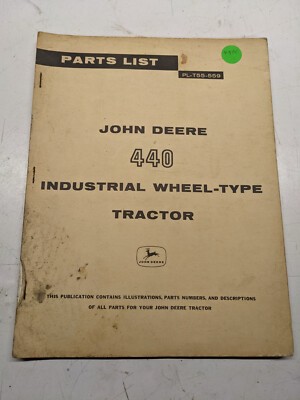 PARTS LIST
PL-T55-559
JOHN DEERE
440
INDUSTRIAL WHEEL-TYPE
TRACTOR
JOHN DEERE
THIS PUBLICATION CONTAINS ILLUSTRATIONS, PARTS NUMBERS, AND DESCRIPTIONS
OF ALL PARTS FOR YOUR JOHN DEERE TRACTOR